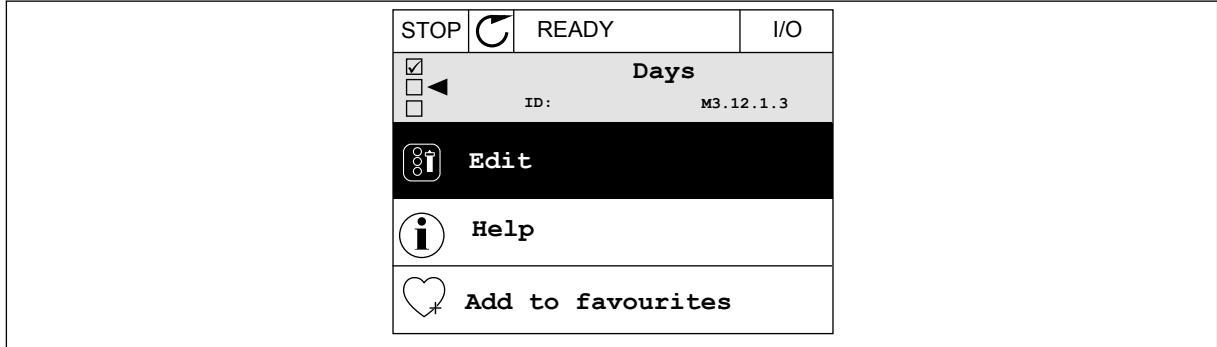 STOP READY I/O
Days
ID: M3.12.1.3
Edit
Help
Add to favourites